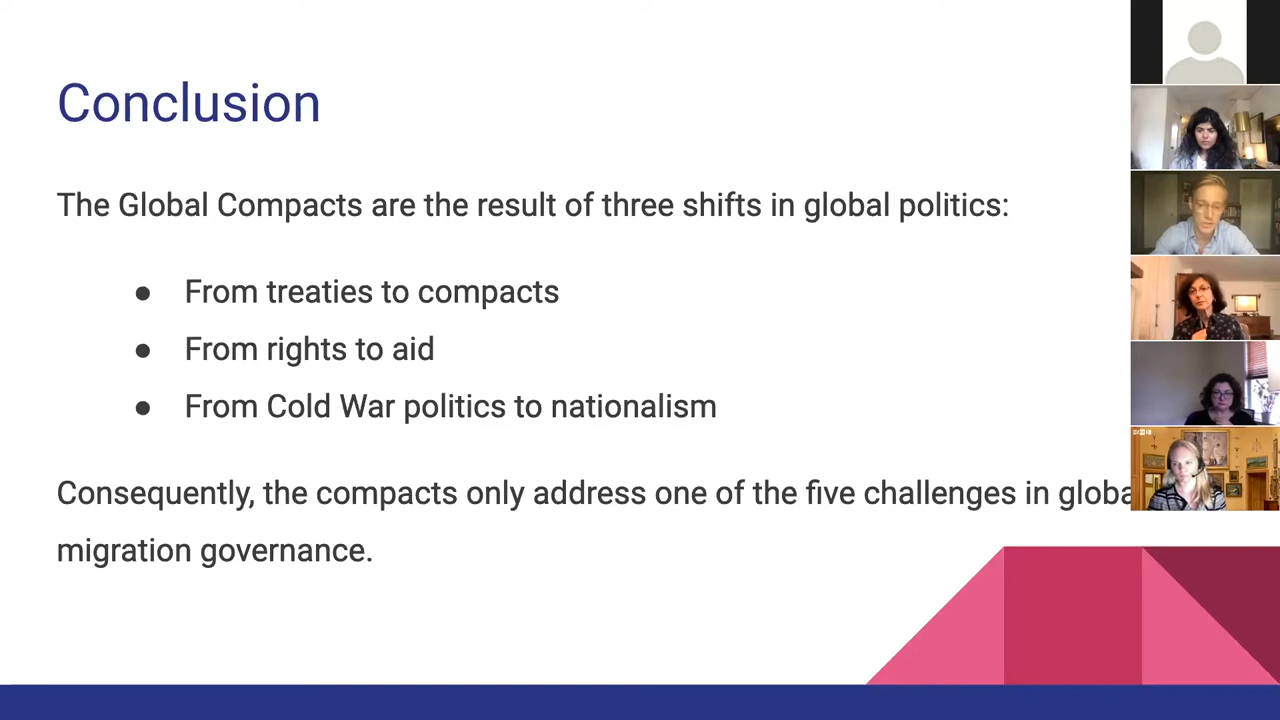 Conclusion
The Global Compacts are the result of three shifts in global politics:
● From treaties to compacts
● From rights to aid
● From Cold War politics to nationalism
Consequently, the compacts only address one of the five challenges in globa
migration governance.